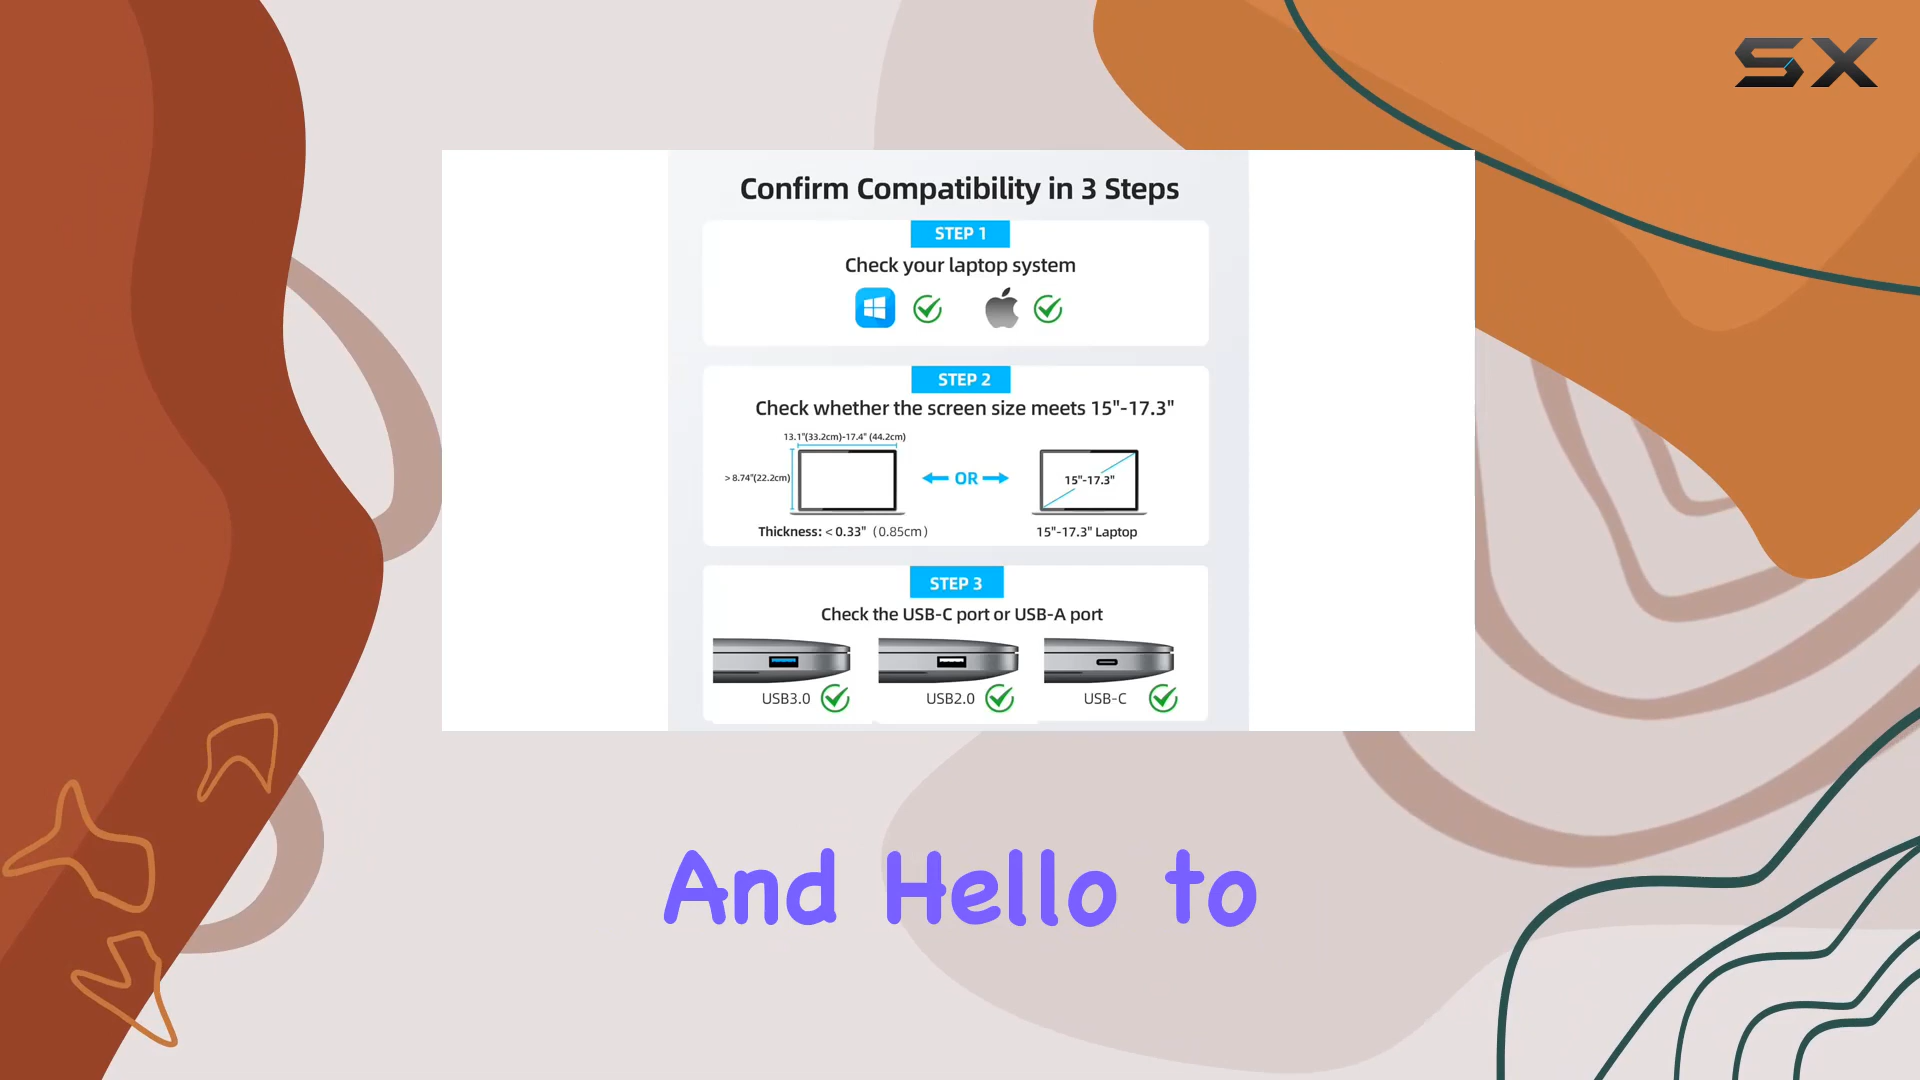 SX
Confirm Compatibility in 3 Steps
STEP 1
Check your laptop system
STEP 2
Check whether the screen size meets 15"-17.3"
13.1"(33.2cm)-17.4" (44.2cm)
> 8.74"(22.2cm)
OR
15"-17.3"
Thickness: < 0.33" (0.85cm)
15"-17.3" Laptop
STEP 3
Check the USB-C port or USB-A port
USB3.0
USB2.0
USB-C
And Hello to